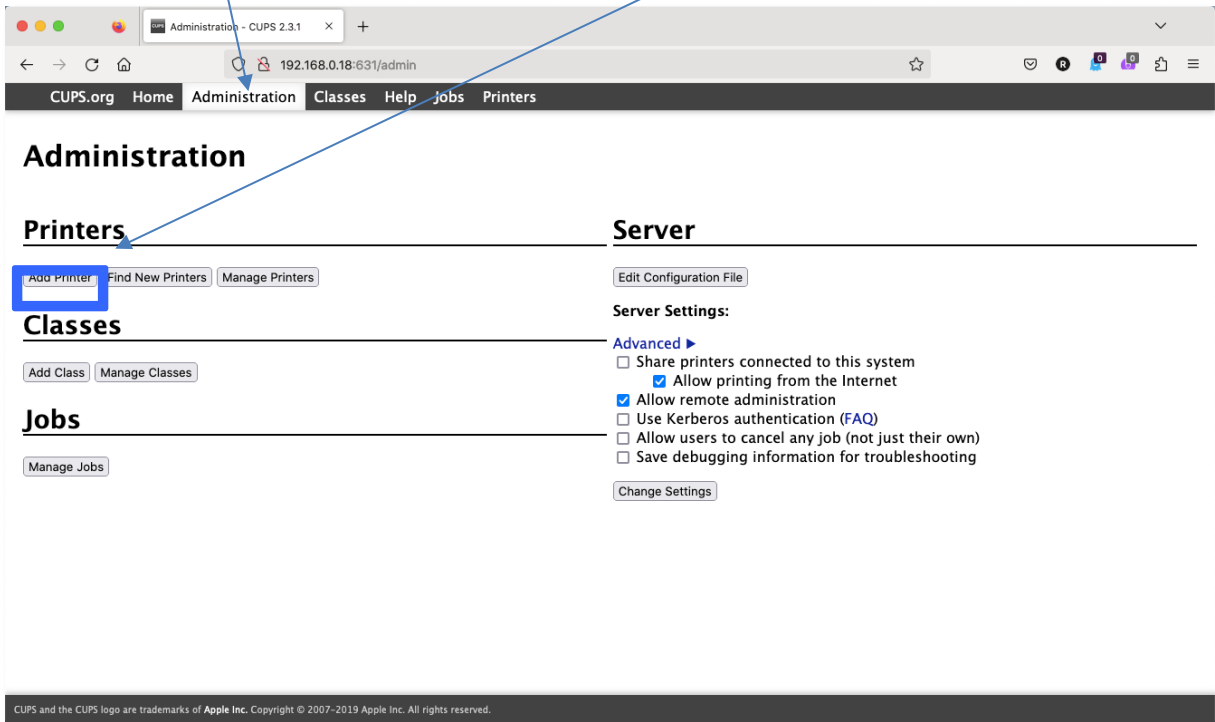 Administration - CUPS 2.3.1
192.168.0.18:631/admin
CUPS.org Home Administration Classes Help Jobs Printers
Administration
Printers
Add Printer Find New Printers Manage Printers
Classes
Add Class Manage Classes
Jobs
Manage Jobs
Server
Edit Configuration File
Server Settings:
Advanced ▶
Share printers connected to this system
Allow printing from the Internet
Allow remote administration
Use Kerberos authentication (FAQ)
Allow users to cancel any job (not just their own)
Save debugging information for troubleshooting
Change Settings
CUPS and the CUPS logo are trademarks of Apple Inc. Copyright © 2007-2019 Apple Inc. All rights reserved.